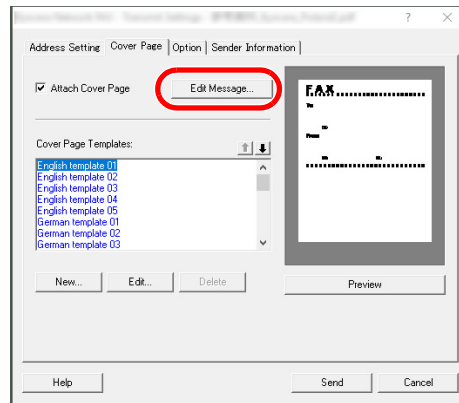 ? ×
Address Setting Cover Page Option Sender Information
Attach Cover Page Edit Message...
FAX
To:
From:
Cover Page Templates:
English template 01
English template 02
English template 03
English template 04
English template 05
German template 01
German template 02
German template 03
New... Edit... Delete Preview
Help Send Cancel